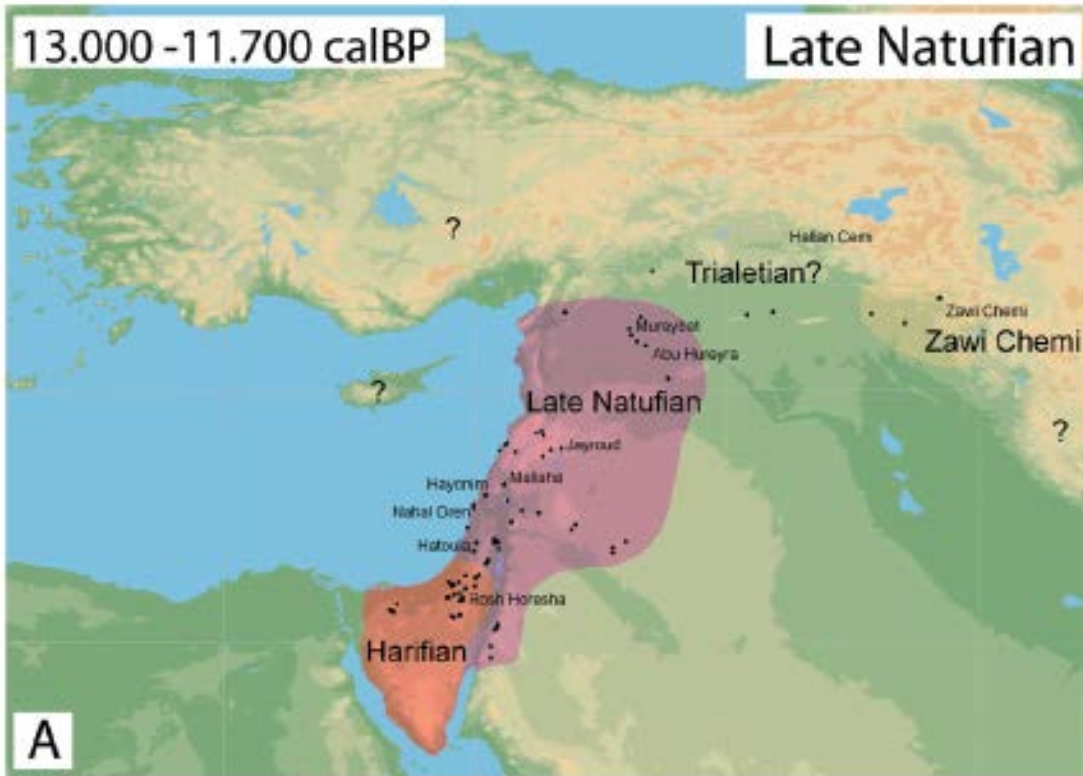 13.000 -11.700 calBP
Late Natufian
?
Hallan Cemi
Trialetian?
Zawi Chemi
Zawi Chemi
Mureybat
Abu Hureyra
?
Late Natufian
?
Jayroud
Mallaha
Hayonim
Nahal Oren
Hatoula
Rosh Horesha
Harifian
A